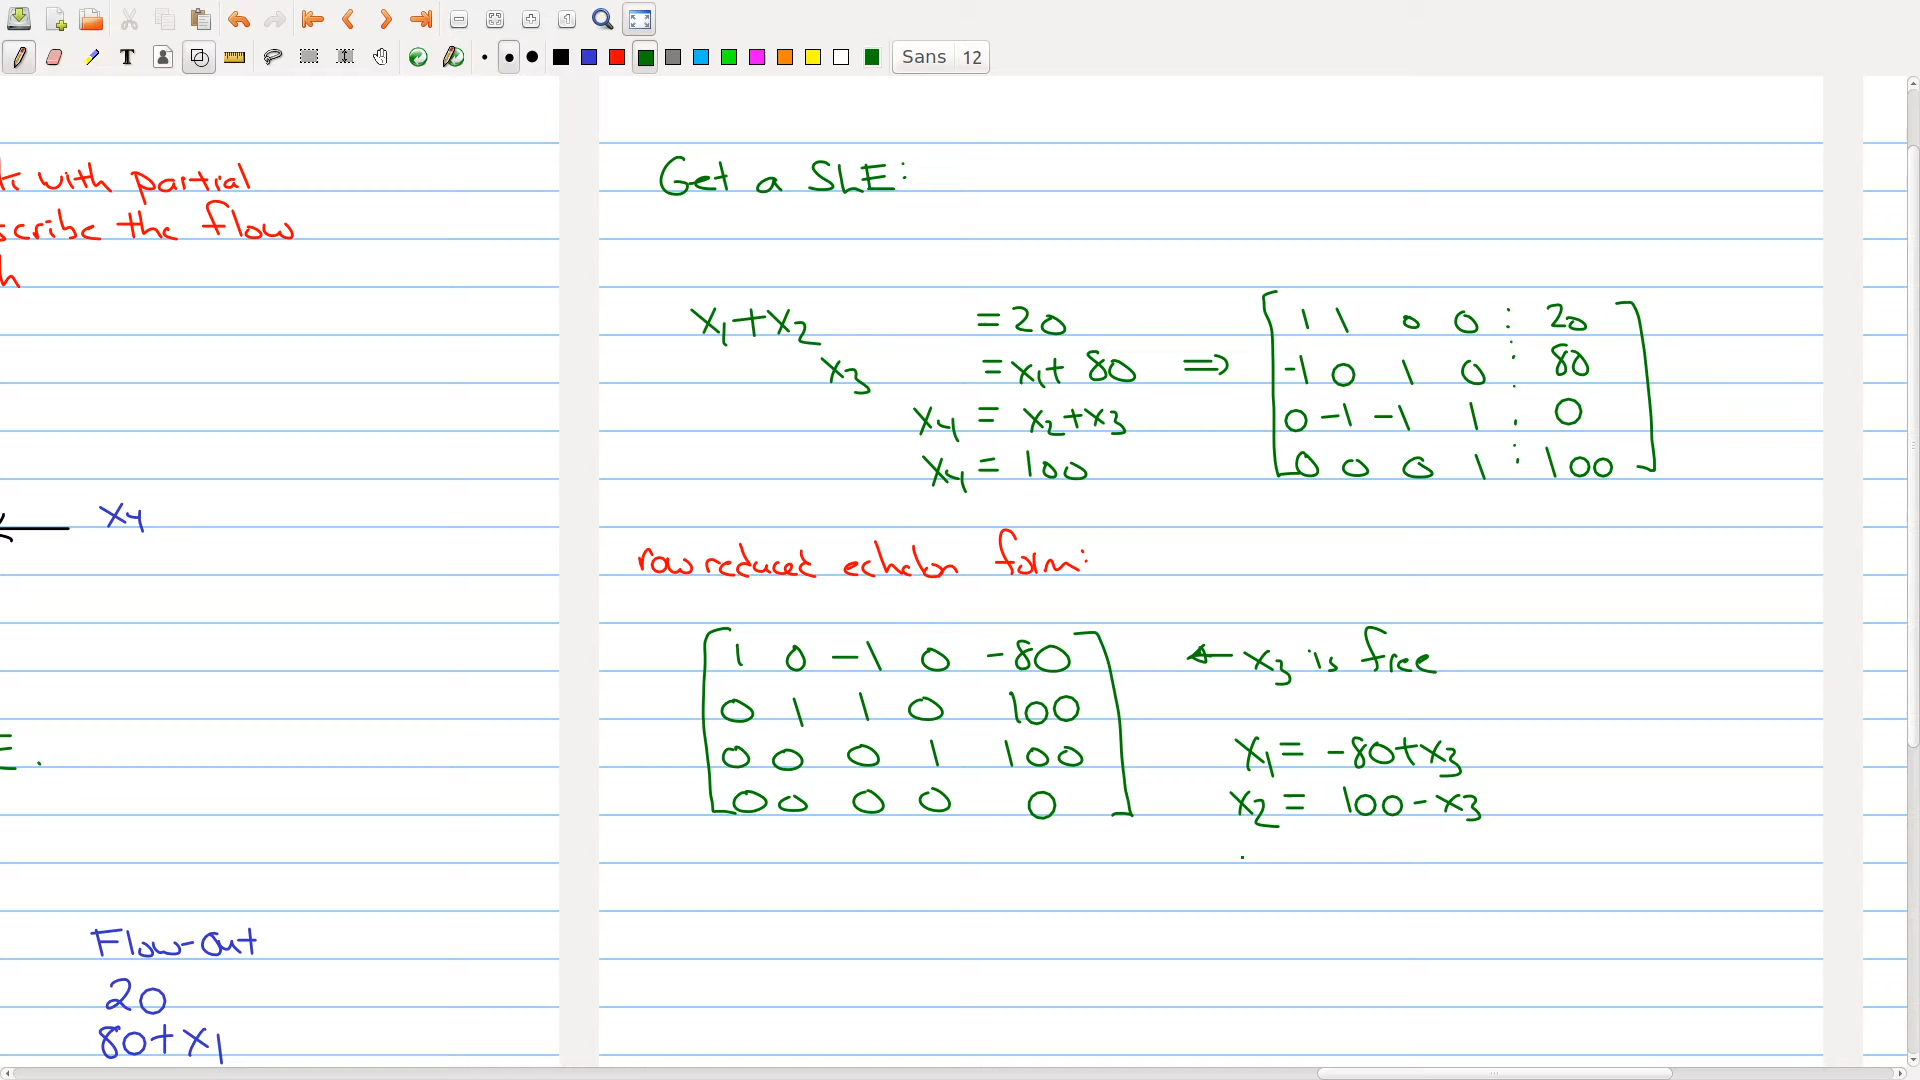 Sans 12
with partial
scribe the flow
h
x4
E.
Flow-out
20
80+x1
Get a SLE:
x1+x2 = 20
x3 = x1+ 80 ⇒
x4 = x2+x3
x4 = 100
1 1 0 0 : 20
-1 0 1 0 : 80
0 -1 -1 1 : 0
0 0 0 1 : 100
row reduced echelon form:
1 0 -1 0 -80
0 1 1 0 100
0 0 0 1 100
0 0 0 0 0
← x3 is free
x1 = -80+x3
x2 = 100-x3